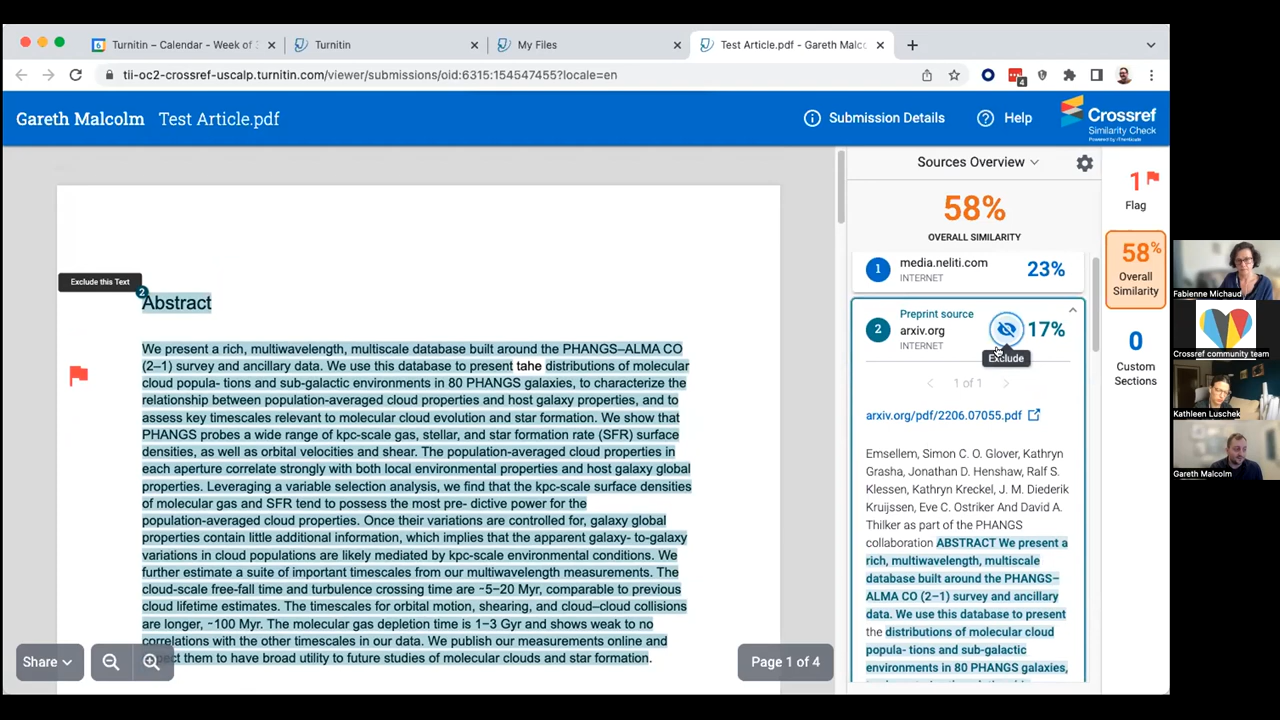 Turnitin – Calendar - Week of
Turnitin
My Files
Test Article.pdf - Gareth Malco
tii-oc2-crossref-uscalp.turnitin.com/viewer/submissions/oid:6315:154547455?locale=en
4
Gareth Malcolm Test Article.pdf
Submission Details
Help
Crossref
Similarity Check
Powered by iThenticate
Exclude this Text
2
Abstract
We present a rich, multiwavelength, multiscale database built around the PHANGS–ALMA CO
(2–1) survey and ancillary data. We use this database to present tahe distributions of molecular
cloud popula- tions and sub-galactic environments in 80 PHANGS galaxies, to characterize the
relationship between population-averaged cloud properties and host galaxy properties, and to
assess key timescales relevant to molecular cloud evolution and star formation. We show that
PHANGS probes a wide range of kpc-scale gas, stellar, and star formation rate (SFR) surface
densities, as well as orbital velocities and shear. The population-averaged cloud properties in
each aperture correlate strongly with both local environmental properties and host galaxy global
properties. Leveraging a variable selection analysis, we find that the kpc-scale surface densities
of molecular gas and SFR tend to possess the most pre- dictive power for the
population-averaged cloud properties. Once their variations are controlled for, galaxy global
properties contain little additional information, which implies that the apparent galaxy- to-galaxy
variations in cloud populations are likely mediated by kpc-scale environmental conditions. We
further estimate a suite of important timescales from our multiwavelength measurements. The
cloud-scale free-fall time and turbulence crossing time are ~5–20 Myr, comparable to previous
cloud lifetime estimates. The timescales for orbital motion, shearing, and cloud–cloud collisions
are longer, ~100 Myr. The molecular gas depletion time is 1–3 Gyr and shows weak to no
correlations with the other timescales in our data. We publish our measurements online and
them to have broad utility to future studies of molecular clouds and star formation.
Share
Page 1 of 4
Sources Overview
58%
OVERALL SIMILARITY
1
media.neliti.com
INTERNET
23%
2
Preprint source
arxiv.org
INTERNET
17%
Exclude
1 of 1
arxiv.org/pdf/2206.07055.pdf
Emsellem, Simon C. O. Glover, Kathryn
Grasha, Jonathan D. Henshaw, Ralf S.
Klessen, Kathryn Kreckel, J. M. Diederik
Kruijssen, Eve C. Ostriker And David A.
Thilker as part of the PHANGS
collaboration ABSTRACT We present a
rich, multiwavelength, multiscale
database built around the PHANGS–
ALMA CO (2–1) survey and ancillary
data. We use this database to present
the distributions of molecular cloud
popula- tions and sub-galactic
environments in 80 PHANGS galaxies,
1
Flag
58%
Overall
Similarity
0
Custom
Sections
Fabienne Michaud
Crossref community team
Kathleen Luschek
Gareth Malcolm